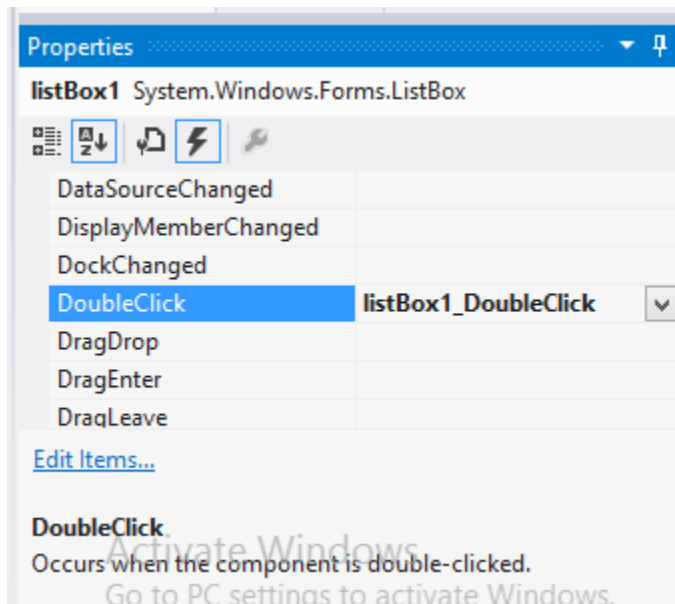 Properties
listBox1 System.Windows.Forms.ListBox
DataSourceChanged
DisplayMemberChanged
DockChanged
DoubleClick listBox1_DoubleClick
DragDrop
DragEnter
DragLeave
Edit Items...
DoubleClick
Activate Windows
Occurs when the component is double-clicked.
Go to PC settings to activate Windows.